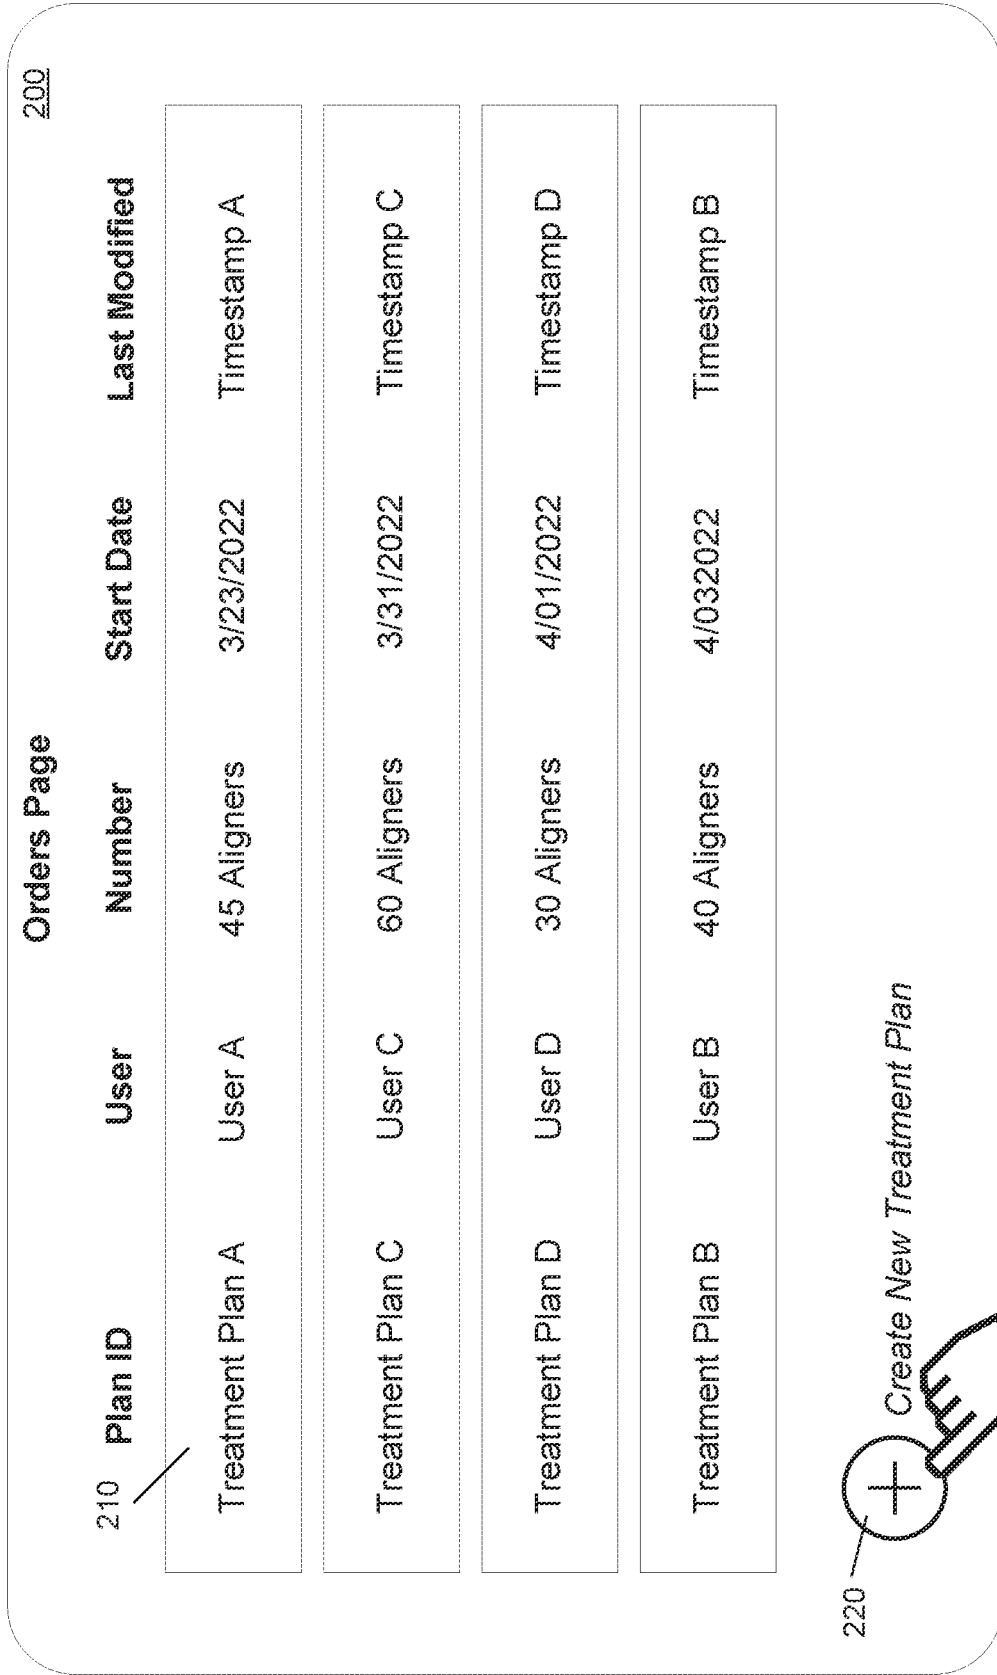 200
Orders Page
Plan ID User Number Start Date Last Modified
210
Treatment Plan A User A 45 Aligners 3/23/2022 Timestamp A
Treatment Plan C User C 60 Aligners 3/31/2022 Timestamp C
Treatment Plan D User D 30 Aligners 4/01/2022 Timestamp D
Treatment Plan B User B 40 Aligners 4/032022 Timestamp B
220
Create New Treatment Plan